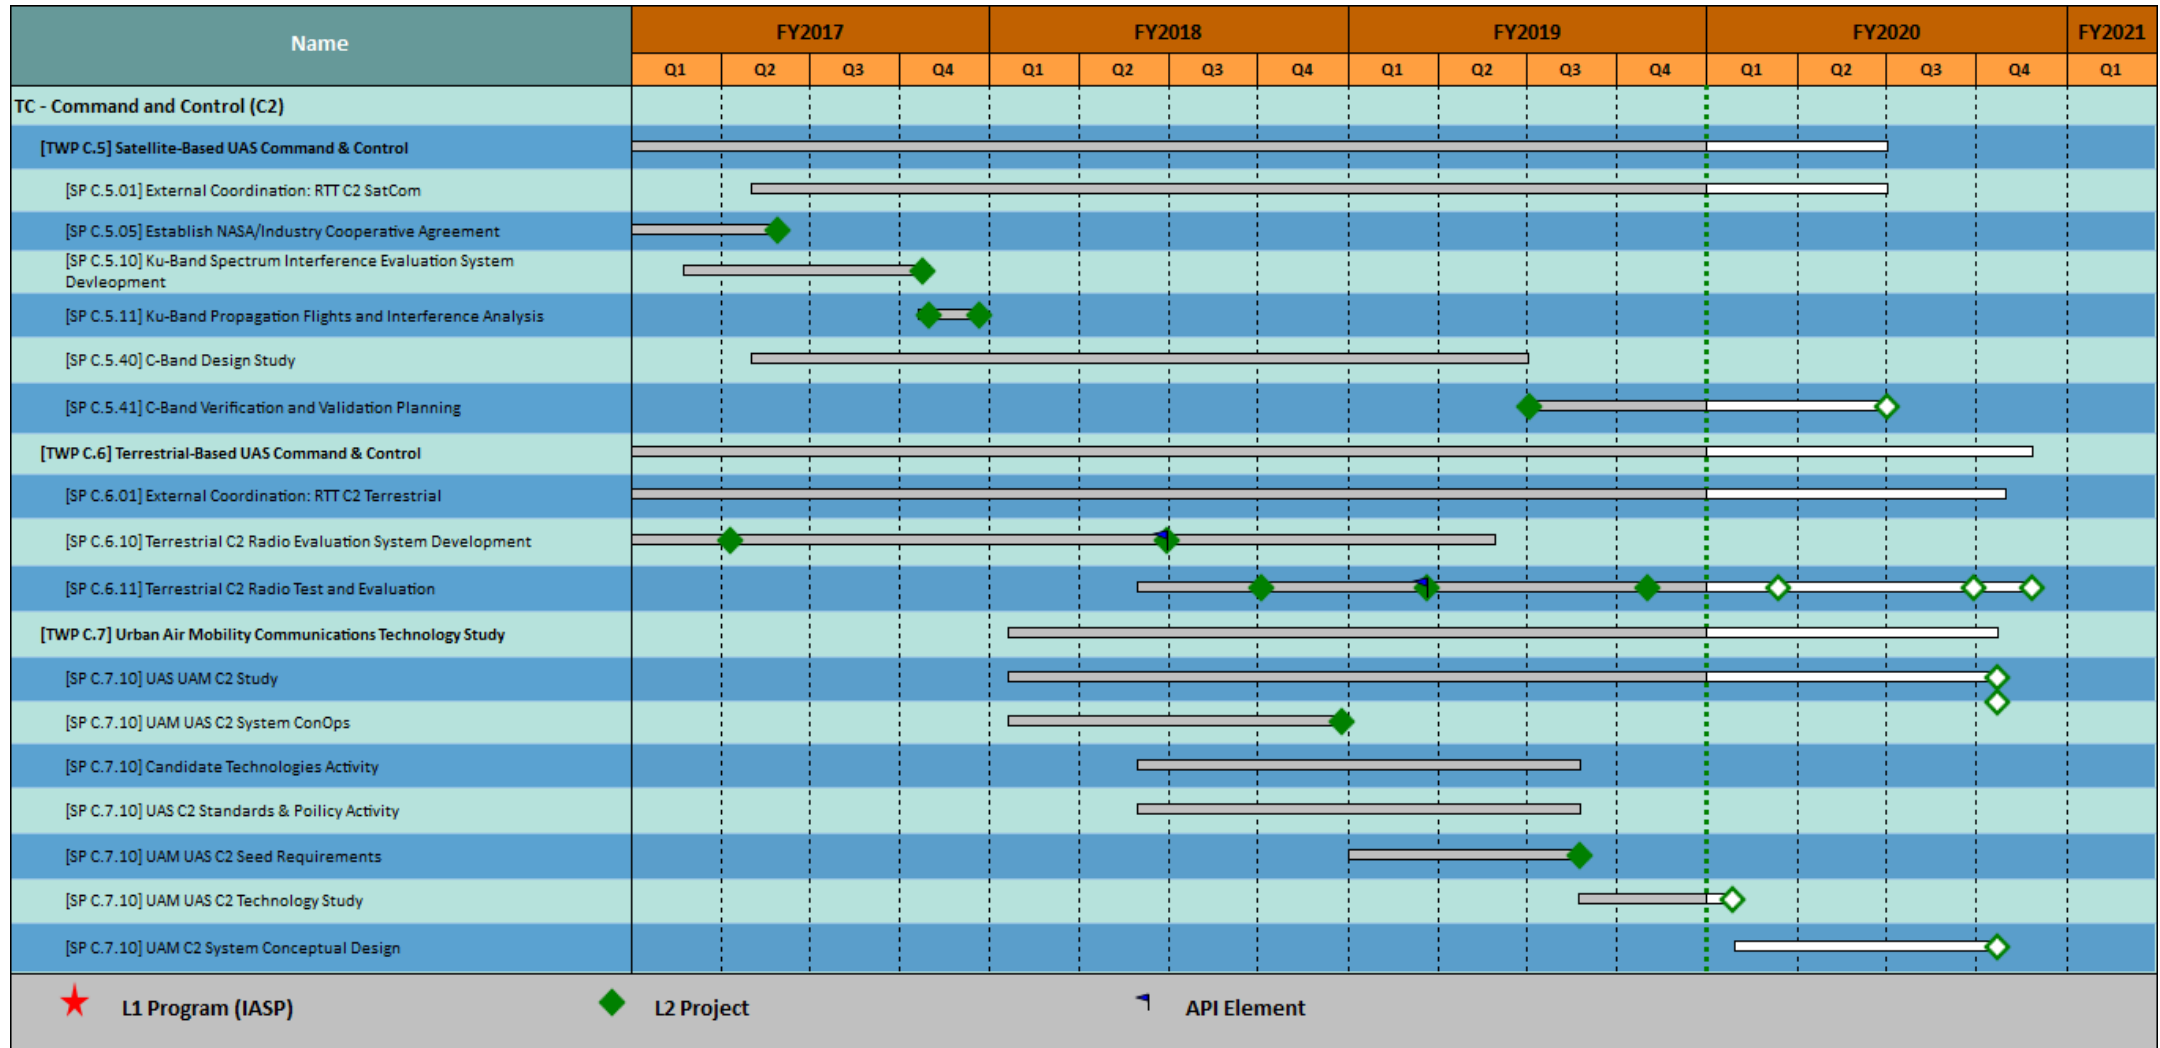 Name
FY2017 FY2018 FY2019 FY2020 FY2021
Q1 Q2 Q3 Q4 Q1 Q2 Q3 Q4 Q1 Q2 Q3 Q4 Q1 Q2 Q3 Q4 Q1
TC - Command and Control (C2)
[TWP C.5] Satellite-Based UAS Command & Control
[SP C.5.01] External Coordination: RTT C2 SatCom
[SP C.5.05] Establish NASA/Industry Cooperative Agreement
[SP C.5.10] Ku-Band Spectrum Interference Evaluation System
Devleopment
[SP C.5.11] Ku-Band Propagation Flights and Interference Analysis
[SP C.5.40] C-Band Design Study
[SP C.5.41] C-Band Verification and Validation Planning
[TWP C.6] Terrestrial-Based UAS Command & Control
[SP C.6.01] External Coordination: RTT C2 Terrestrial
[SP C.6.10] Terrestrial C2 Radio Evaluation System Development
[SP C.6.11] Terrestrial C2 Radio Test and Evaluation
[TWP C.7] Urban Air Mobility Communications Technology Study
[SP C.7.10] UAS UAM C2 Study
[SP C.7.10] UAM UAS C2 System ConOps
[SP C.7.10] Candidate Technologies Activity
[SP C.7.10] UAS C2 Standards & Poilicy Activity
[SP C.7.10] UAM UAS C2 Seed Requirements
[SP C.7.10] UAM UAS C2 Technology Study
[SP C.7.10] UAM C2 System Conceptual Design
L1 Program (IASP) L2 Project API Element